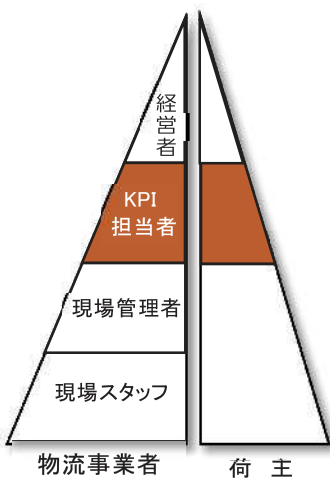 経営者
KPI
担当者
現場管理者
現場スタッフ
物流事業者
荷 主